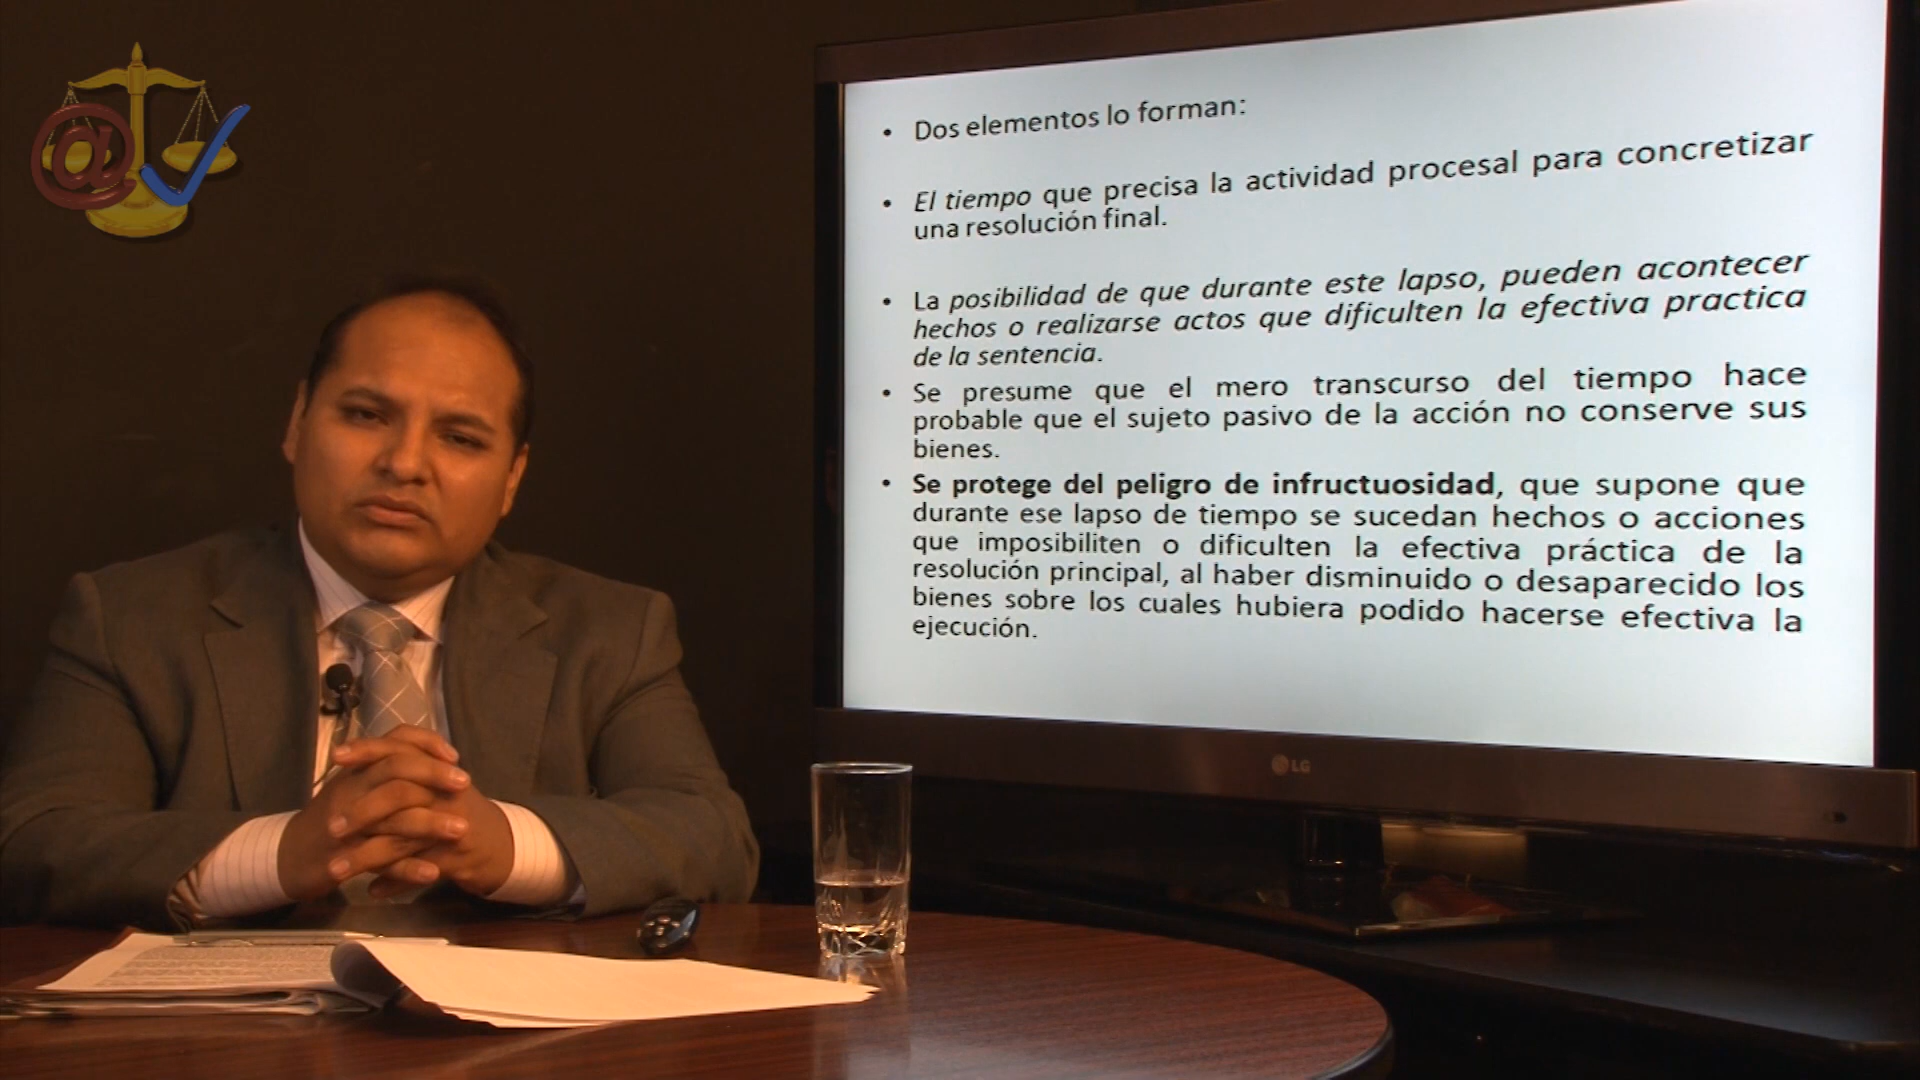 • Dos elementos lo forman:
• El tiempo que precisa la actividad procesal para concretizar
una resolución final.
• La posibilidad de que durante este lapso, pueden acontecer
hechos o realizarse actos que dificulten la efectiva practica
de la sentencia.
• Se presume que el mero transcurso del tiempo hace
probable que el sujeto pasivo de la acción no conserve sus
bienes.
• Se protege del peligro de infructuosidad, que supone que
durante ese lapso de tiempo se sucedan hechos o acciones
que imposibiliten o dificulten la efectiva práctica de la
resolución principal, al haber disminuido o desaparecido los
bienes sobre los cuales hubiera podido hacerse efectiva la
ejecución.
LG
@